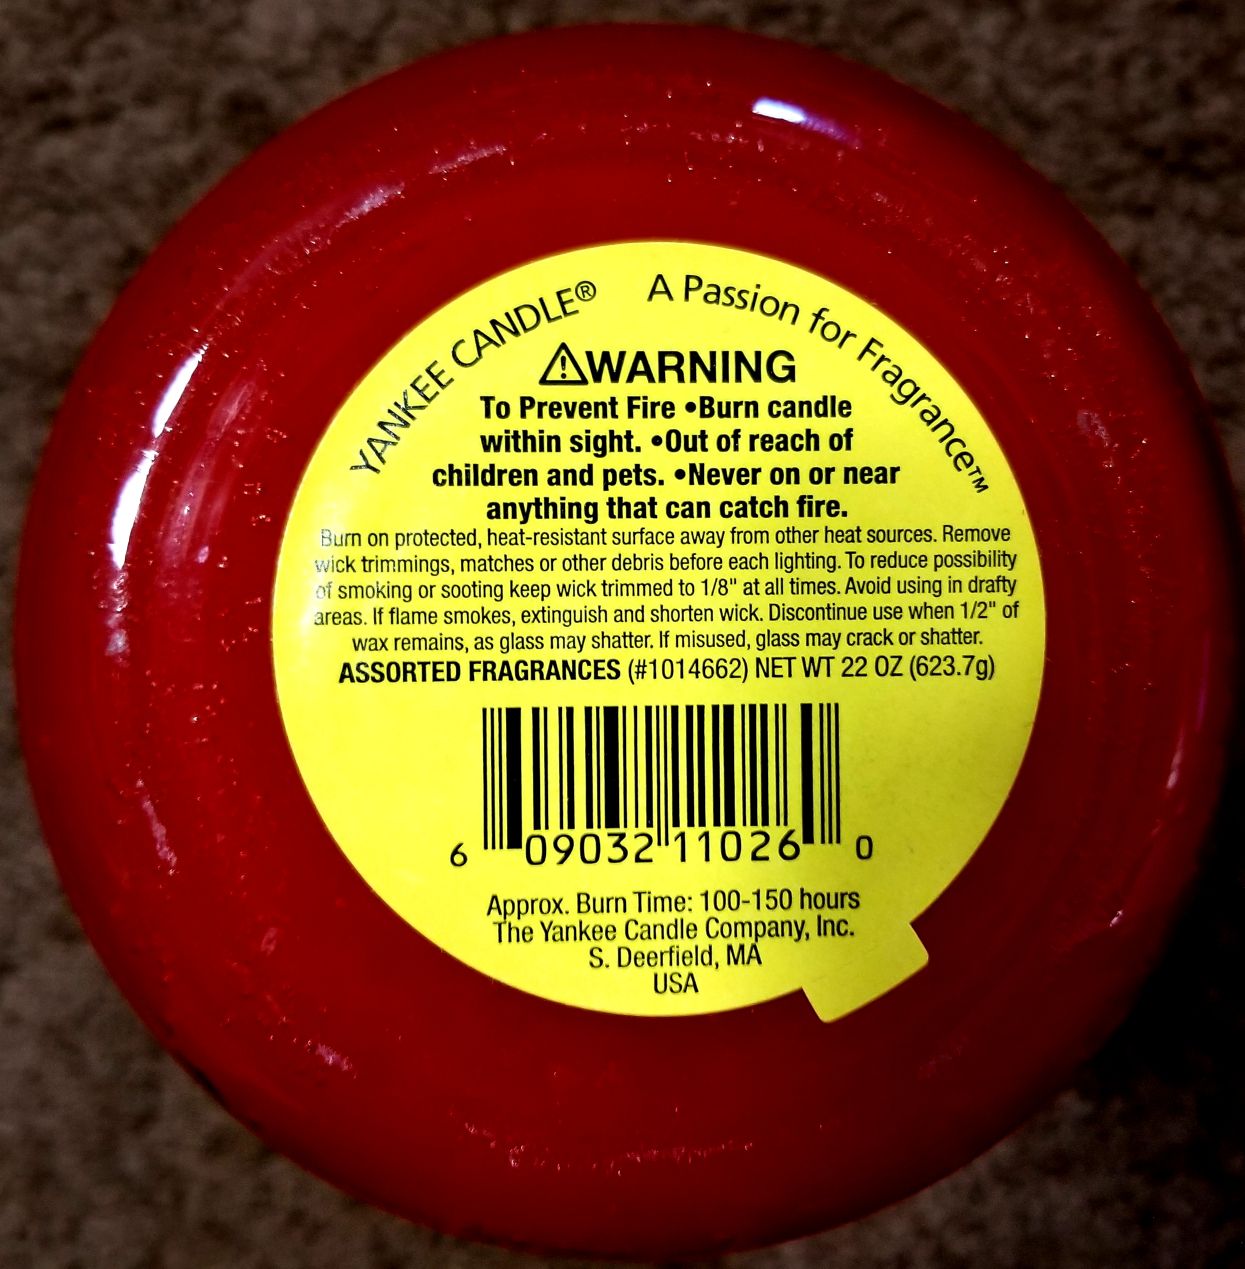 YANKEE CANDLE® A Passion for Fragrance™
⚠WARNING
To Prevent Fire •Burn candle
within sight. •Out of reach of
children and pets. •Never on or near
anything that can catch fire.
Burn on protected, heat-resistant surface away from other heat sources. Remove
wick trimmings, matches or other debris before each lighting. To reduce possibility
of smoking or sooting keep wick trimmed to 1/8" at all times. Avoid using in drafty
areas. If flame smokes, extinguish and shorten wick. Discontinue use when 1/2" of
wax remains, as glass may shatter. If misused, glass may crack or shatter.
ASSORTED FRAGRANCES (#1014662) NET WT 22 OZ (623.7g)
6 09032 11026 0
Approx. Burn Time: 100-150 hours
The Yankee Candle Company, Inc.
S. Deerfield, MA
USA